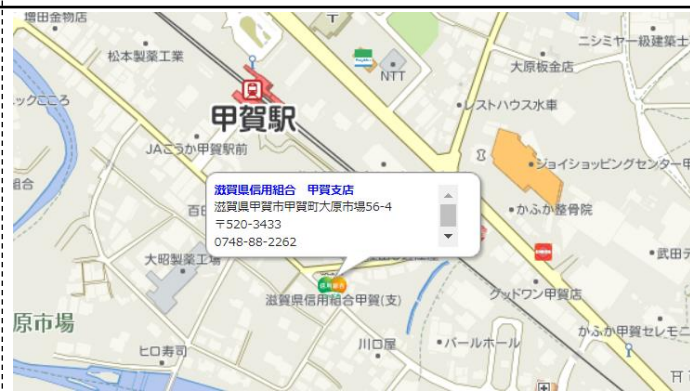 増田金物店
〒
ニシミヤ一級建築士
松本製薬工業
NTT
大原板金店
甲賀駅
レストハウス水車
JAこうか甲賀駅前
ジョイショッピングセンター甲
組合
滋賀県信用組合　甲賀支店
滋賀県甲賀市甲賀町大原市場56-4
〒520-3433
0748-88-2262
かふか整骨院
大昭製薬工場
武田テ
滋賀県信用組合甲賀(支)
グッドワン甲賀店
原市場
ヒロ寿司
川口屋
パールホール
かふか甲賀セレモニ